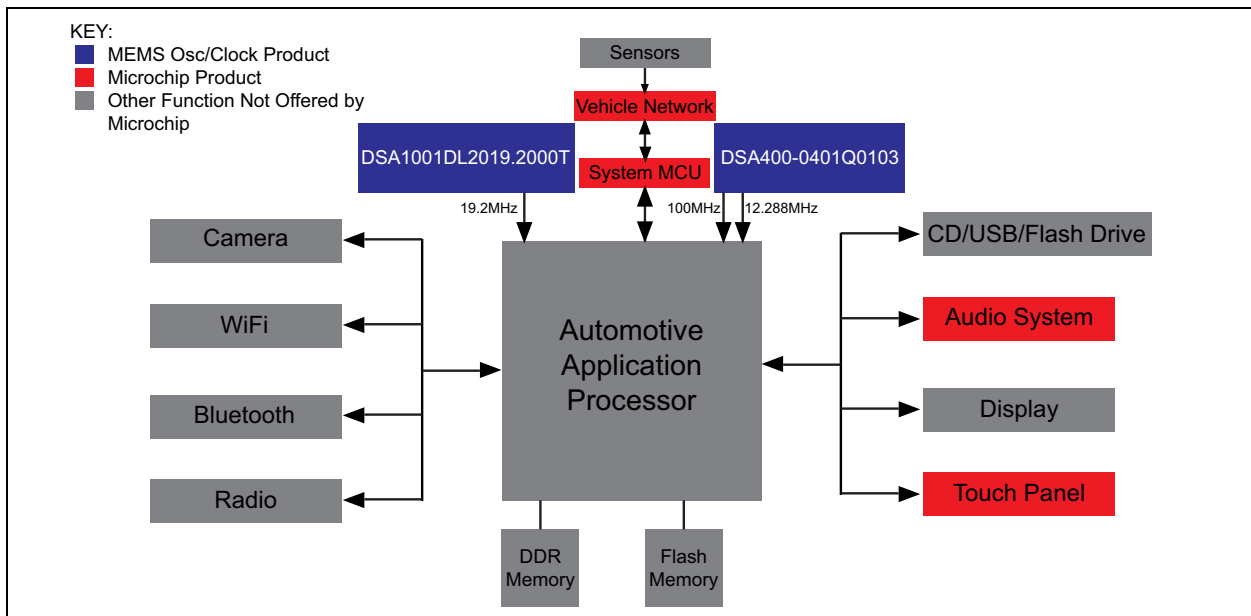 KEY:
MEMS Osc/Clock Product
Microchip Product
Other Function Not Offered by
Microchip
Sensors
Vehicle Network
DSA1001DL2019.2000T
System MCU
DSA400-0401Q0103
19.2MHz
100MHz
12.288MHz
Camera
WiFi
Bluetooth
Radio
Automotive
Application
Processor
CD/USB/Flash Drive
Audio System
Display
Touch Panel
DDR
Memory
Flash
Memory